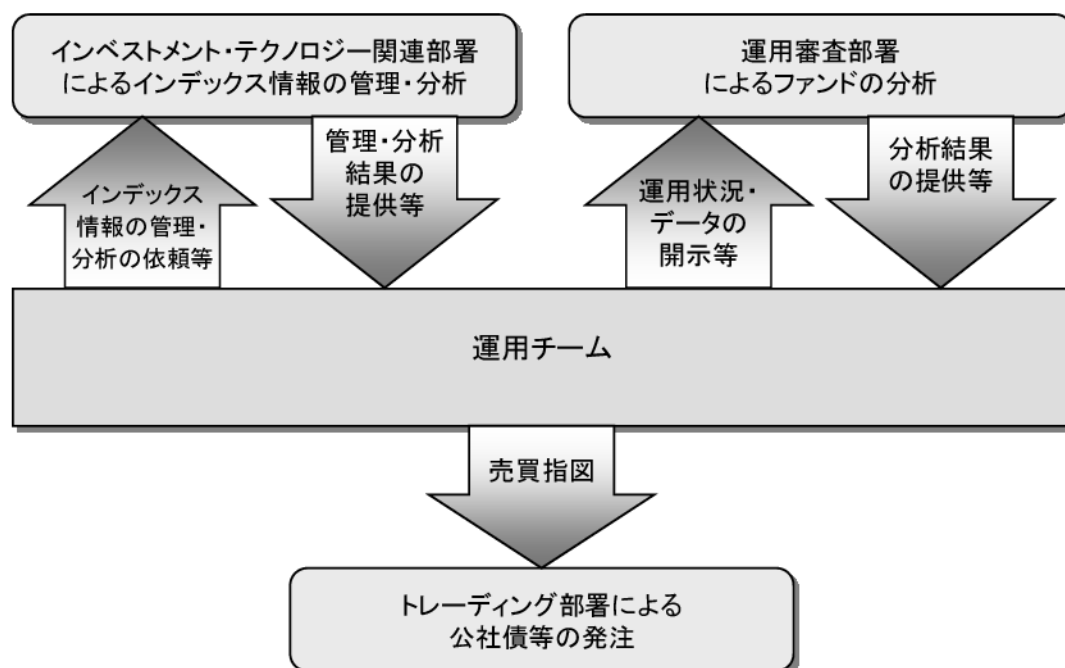 インベストメント・テクノロジー関連部署
によるインデックス情報の管理・分析
運用審査部署
によるファンドの分析
インデックス
情報の管理・
分析の依頼等
管理・分析
結果の
提供等
運用状況・
データの
開示等
分析結果
の提供等
運用チーム
売買指図
トレーディング部署による
公社債等の発注